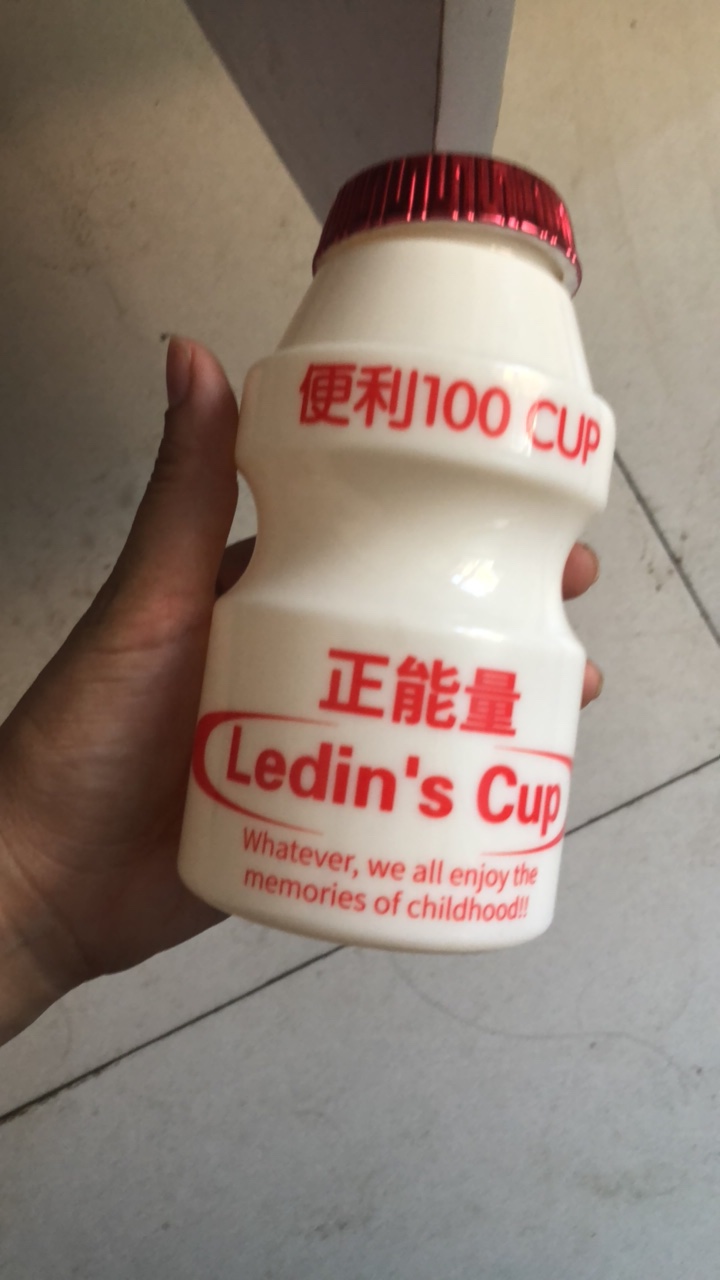 便利100 CUP
正能量
Ledin's Cup
Whatever, we all enjoy the
memories of childhood!!